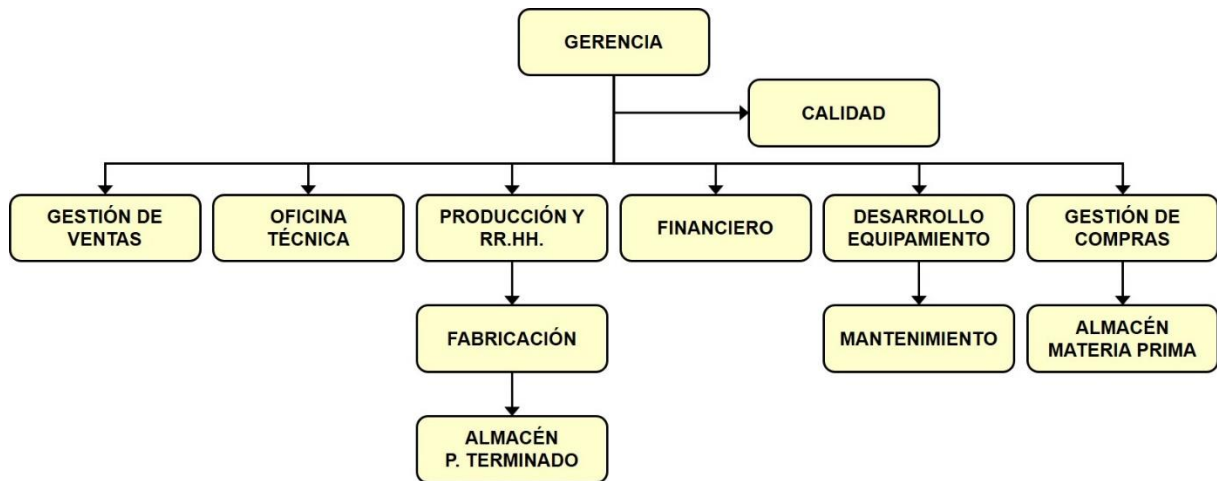 GERENCIA
CALIDAD
GESTIÓN DE
VENTAS
OFICINA
TÉCNICA
PRODUCCIÓN Y
RR.HH.
FINANCIERO
DESARROLLO
EQUIPAMIENTO
GESTIÓN DE
COMPRAS
FABRICACIÓN
MANTENIMIENTO
ALMACÉN
MATERIA PRIMA
ALMACÉN
P. TERMINADO